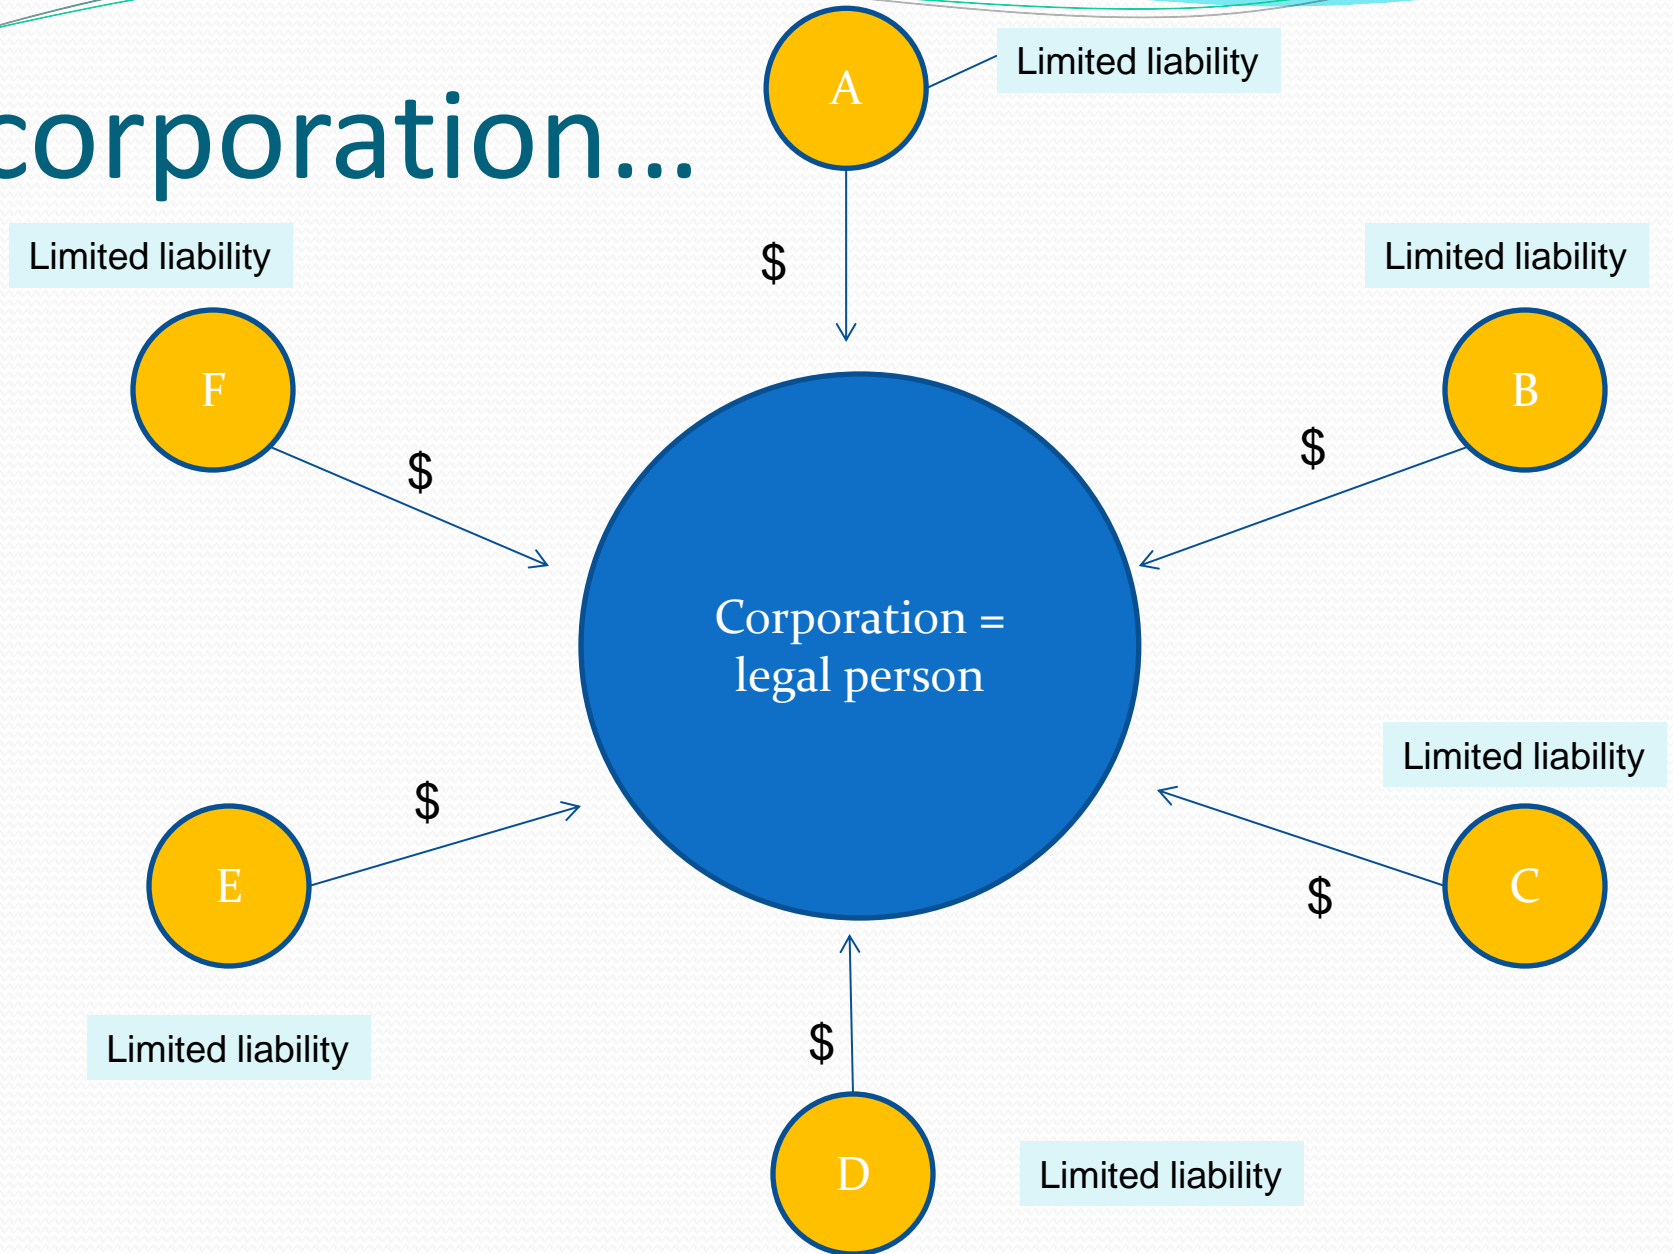 corporation...
A
Limited liability
$
Limited liability
F
$
Limited liability
B
$
Corporation =
legal person
Limited liability
C
$
$
E
Limited liability
$
D
Limited liability